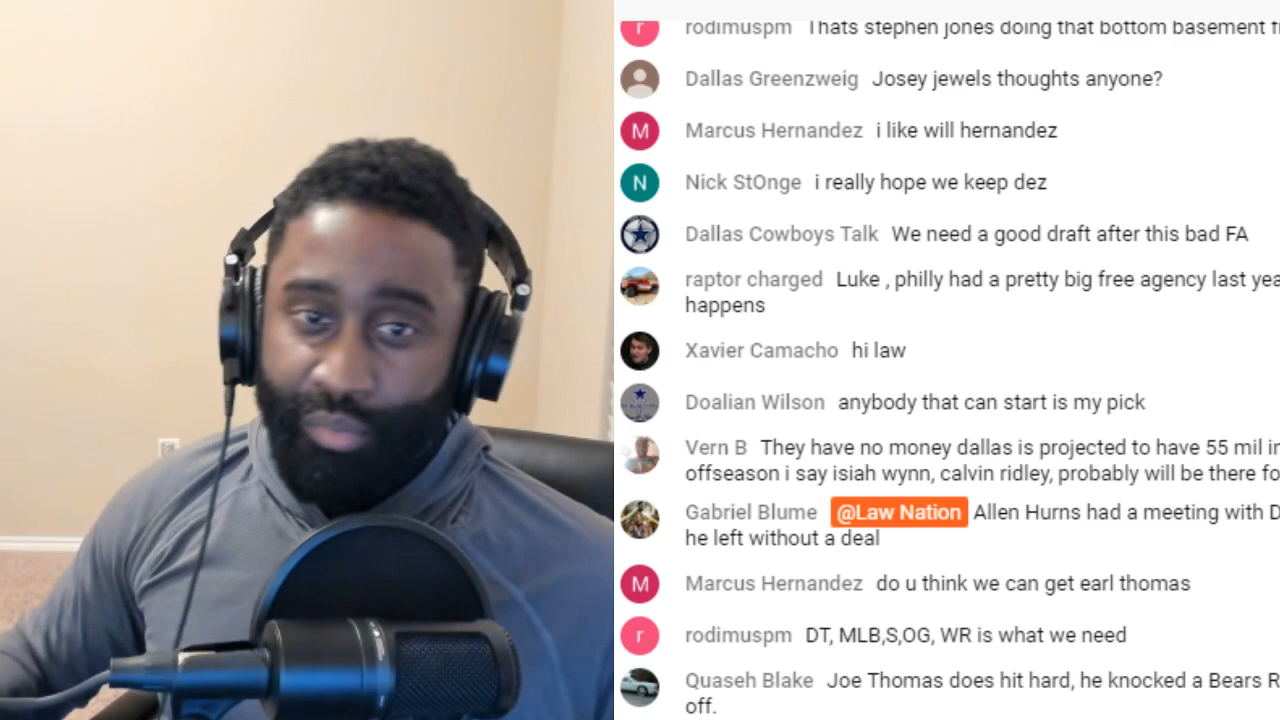 rodimuspm Thats stephen jones doing that bottom basement
Dallas Greenzweig Josey jewels thoughts anyone?
M Marcus Hernandez i like will hernandez
N Nick StOnge i really hope we keep dez
Dallas Cowboys Talk We need a good draft after this bad FA
raptor charged Luke , philly had a pretty big free agency last
happens
Xavier Camacho hi law
Doalian Wilson anybody that can start is my pick
Vern B They have no money dallas is projected to have 55 mil
offseason i say isiah wynn, calvin ridley, probably will be there
Gabriel Blume @Law Nation Allen Hurns had a meeting with
he left without a deal
M Marcus Hernandez do u think we can get earl thomas
r rodimuspm DT, MLB,S,OG, WR is what we need
Quaseh Blake Joe Thomas does hit hard, he knocked a Bears
off.